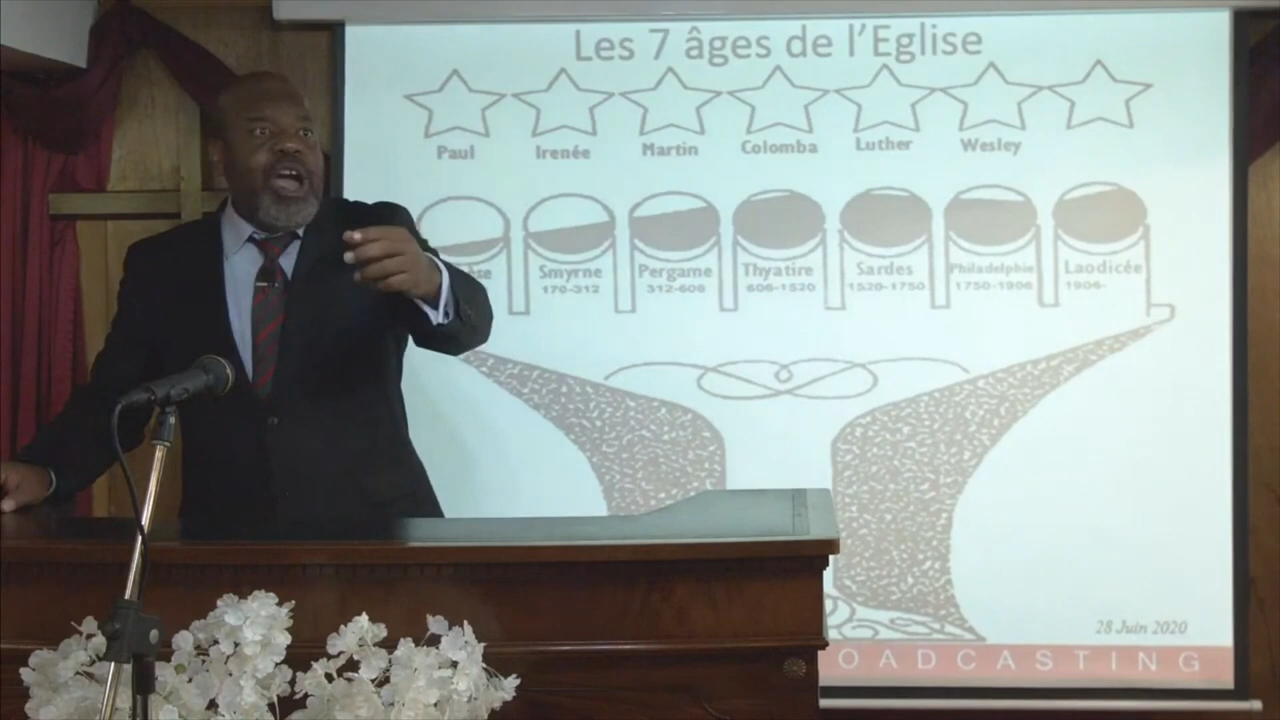 Les 7 âges de l'Eglise
Paul Irenée Martin Colomba Luther Wesley
Smyrne Pergame Thyatire Sardes Philadelphie Laodicée
170-312 312-606 606-1520 1520-1750 1750-1906 1906-
28 Juin 2020
OADCASTING